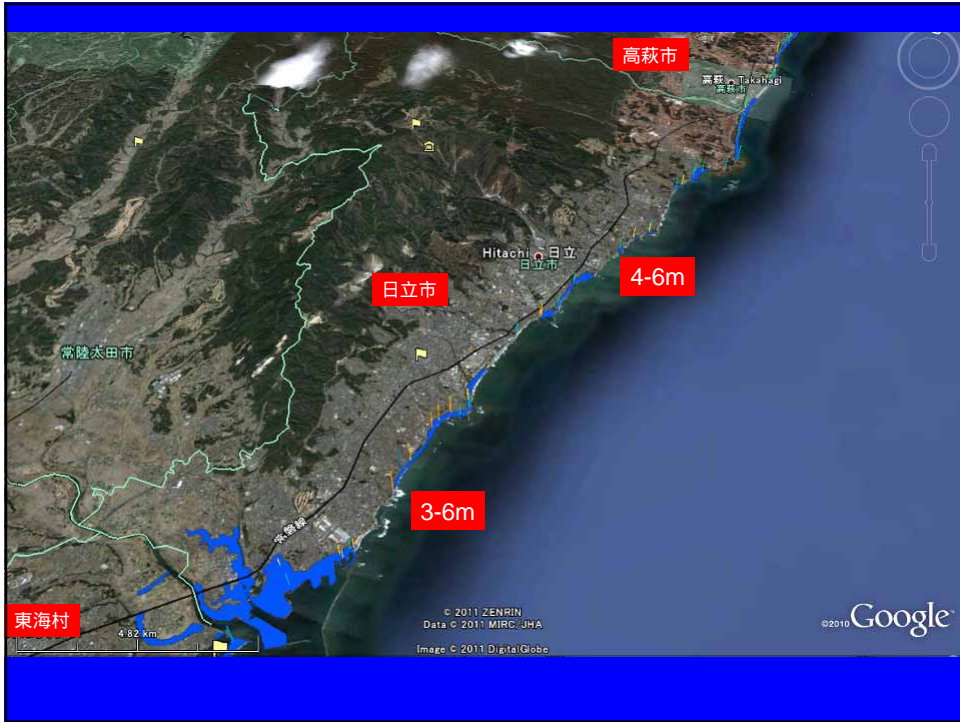 高萩市
高萩 Takahagi
高萩市
Hitachi 日立
日立市
4-6m
日立市
常陸太田市
3-6m
常磐線
東海村
4.82 km
© 2011 ZENRIN
Data © 2011 MIRC/JHA
©2010 Google
Image © 2011 DigitalGlobe